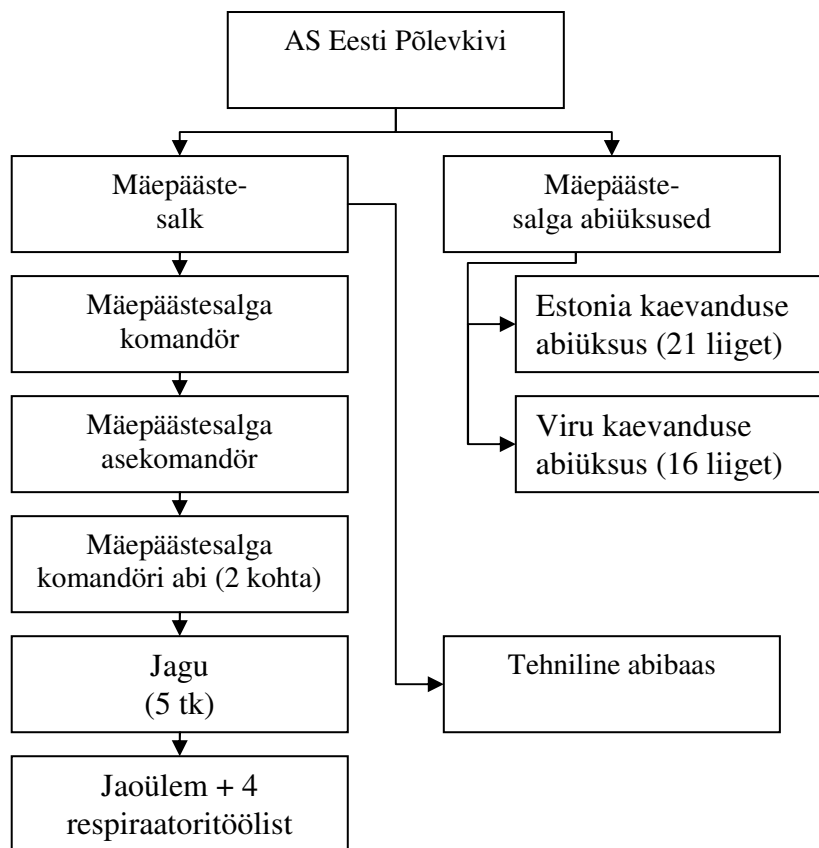 AS Eesti Põlevkivi
Mäepääste-
salk
Mäepääste-
salga abiüksused
Mäepäästesalga
komandör
Estonia kaevanduse
abiüksus (21 liiget)
Mäepäästesalga
asekomandör
Viru kaevanduse
abiüksus (16 liiget)
Mäepäästesalga
komandöri abi (2 kohta)
Jagu
(5 tk)
Tehniline abibaas
Jaoülem + 4
respiraatoritöölist